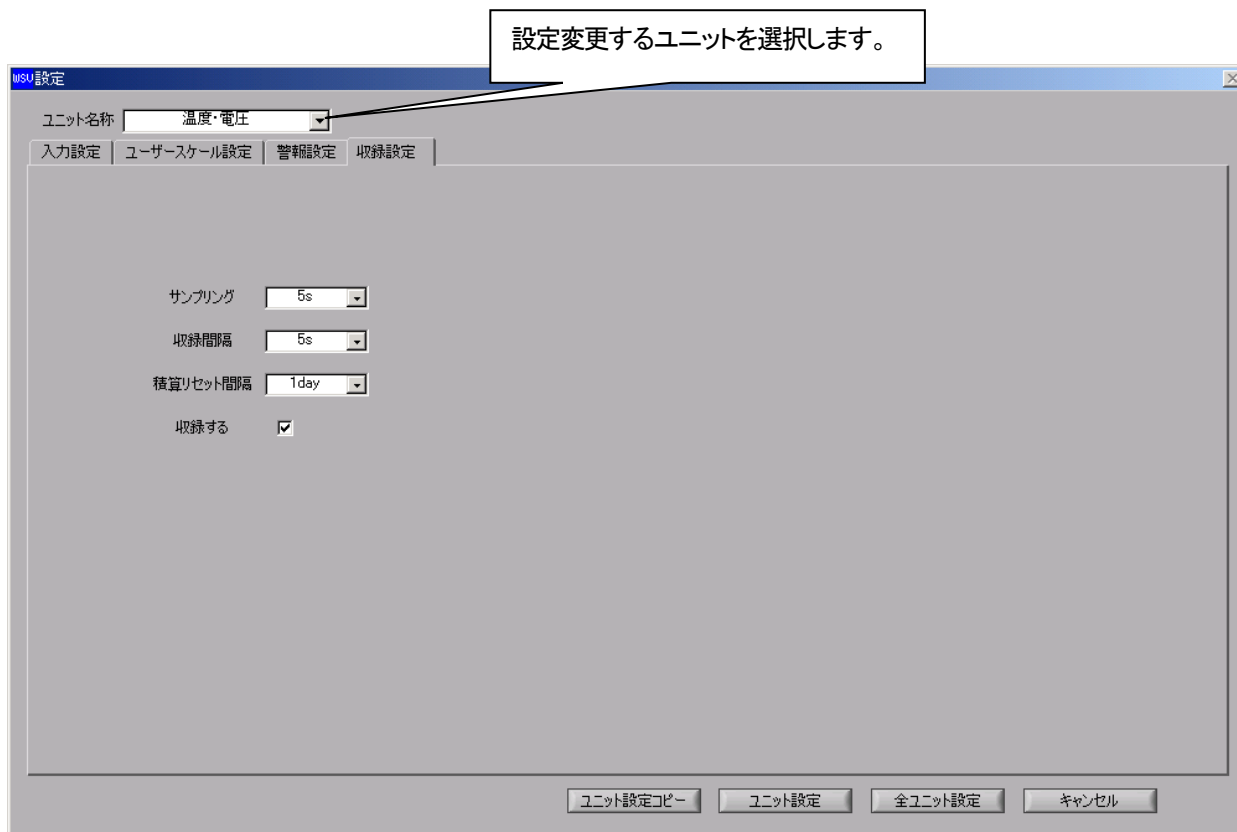 設定変更するユニットを選択します。
WSV 設定
ユニット名称 温度・電圧
入力設定 ユーザースケール設定 警報設定 収録設定
サンプリング 5s
収録間隔 5s
積算リセット間隔 1day
収録する
ユニット設定コピー ユニット設定 全ユニット設定 キャンセル